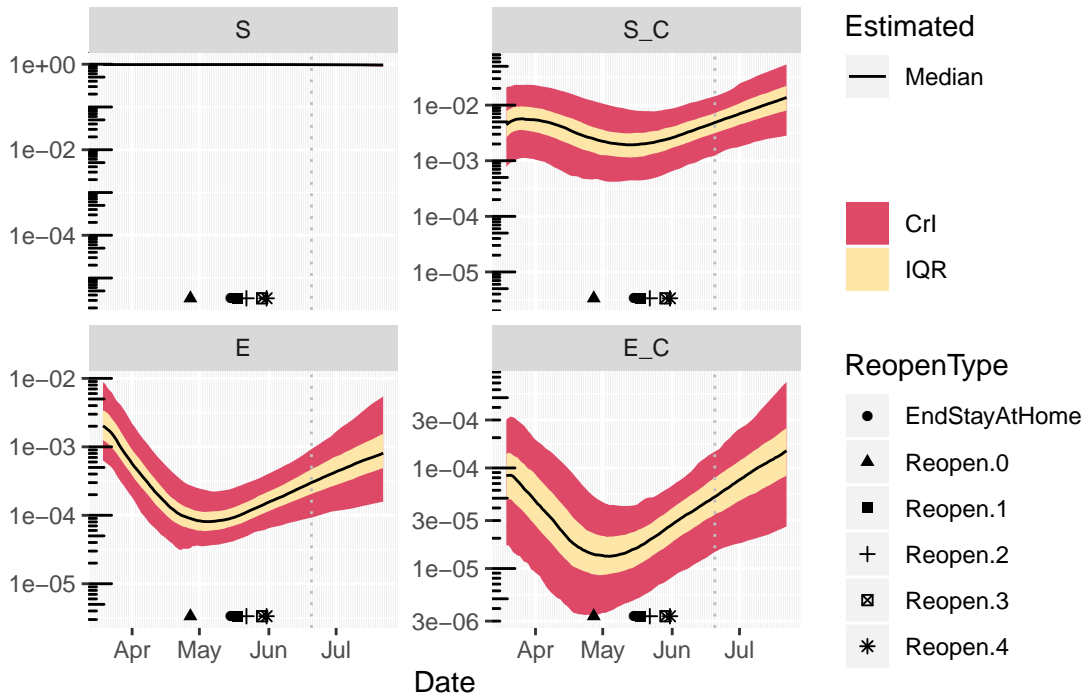 S
S_C
1e+00
1e−02
1e−04
1e−02
1e−03
1e−04
1e−05
E
E_C
1e−02
1e−03
1e−04
1e−05
3e−04
1e−04
3e−05
1e−05
3e−06
Apr May Jun Jul
Apr May Jun Jul
Date
Estimated
Median
CrI
IQR
ReopenType
EndStayAtHome
Reopen.0
Reopen.1
Reopen.2
Reopen.3
Reopen.4